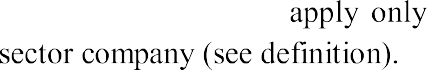 apply only
sector company (see definition).